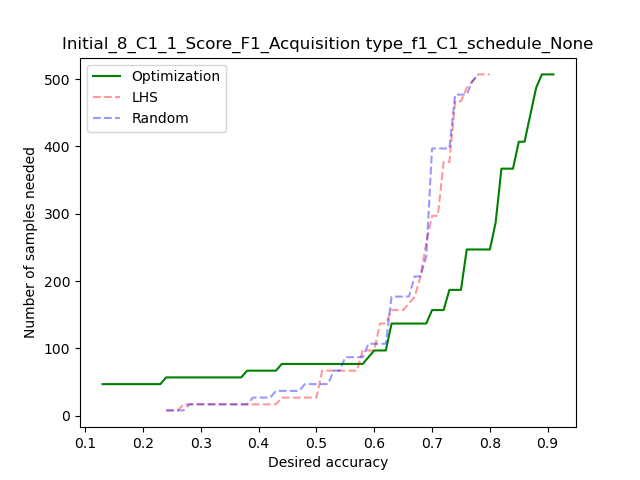 Initial_8_C1_1_Score_F1_Acquisition type_f1_C1_schedule_None
Optimization
LHS
Random
Number of samples needed
500
400
300
200
100
0
0.1 0.2 0.3 0.4 0.5 0.6 0.7 0.8 0.9
Desired accuracy